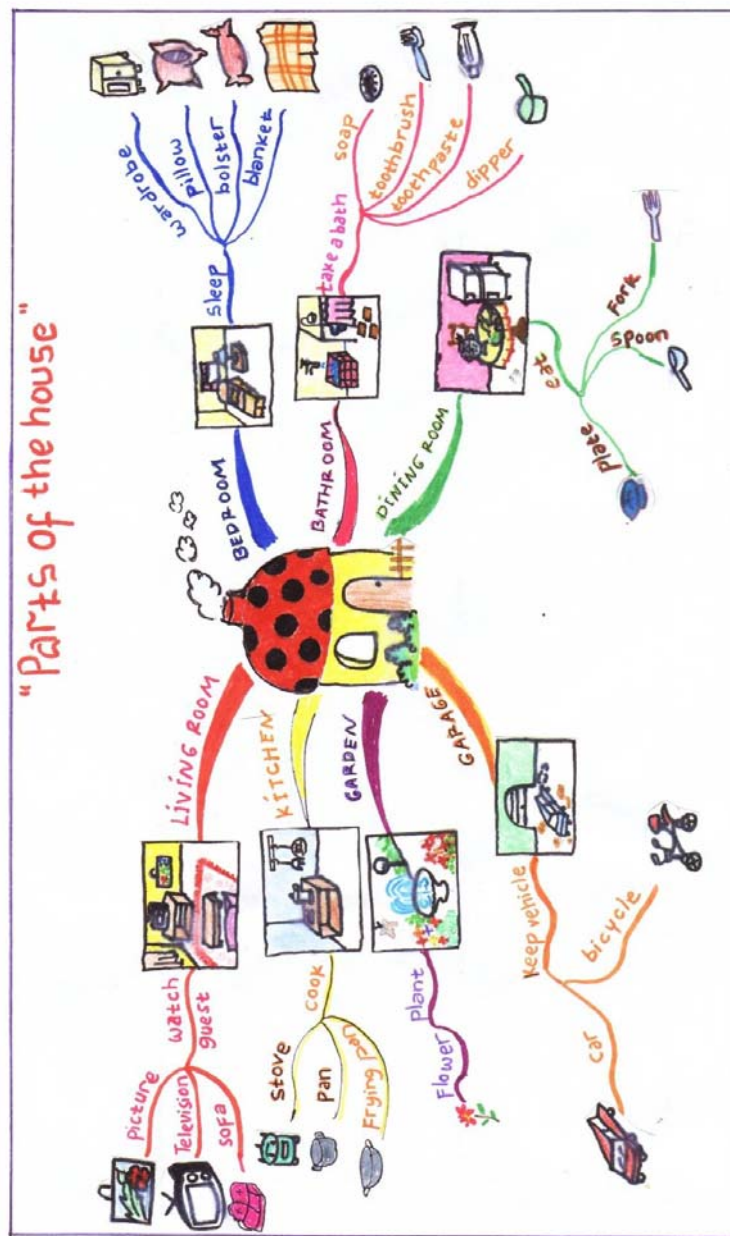 "Parts of the house"
LIVING ROOM
watch
guest
Picture
Television
sofa
KITCHEN
cook
Stove
Pan
Frying pan
GARDEN
plant
Flower
GARAGE
Keep vehicle
bicycle
car
BEDROOM
sleep
wardrobe
Pillow
bolster
blanket
BATHROOM
take a bath
soap
toothbrush
toothpaste
dipper
DINING ROOM
eat
Fork
Spoon
Plate